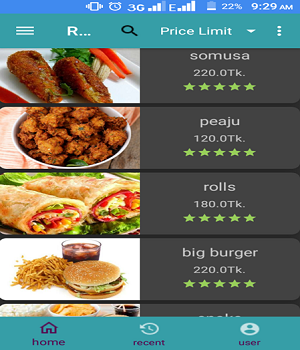 3G E 22% 9:29 AM
R... Price Limit
somusa
220.0Tk.
peaju
120.0Tk.
rolls
180.0Tk.
big burger
220.0Tk.
home recent user